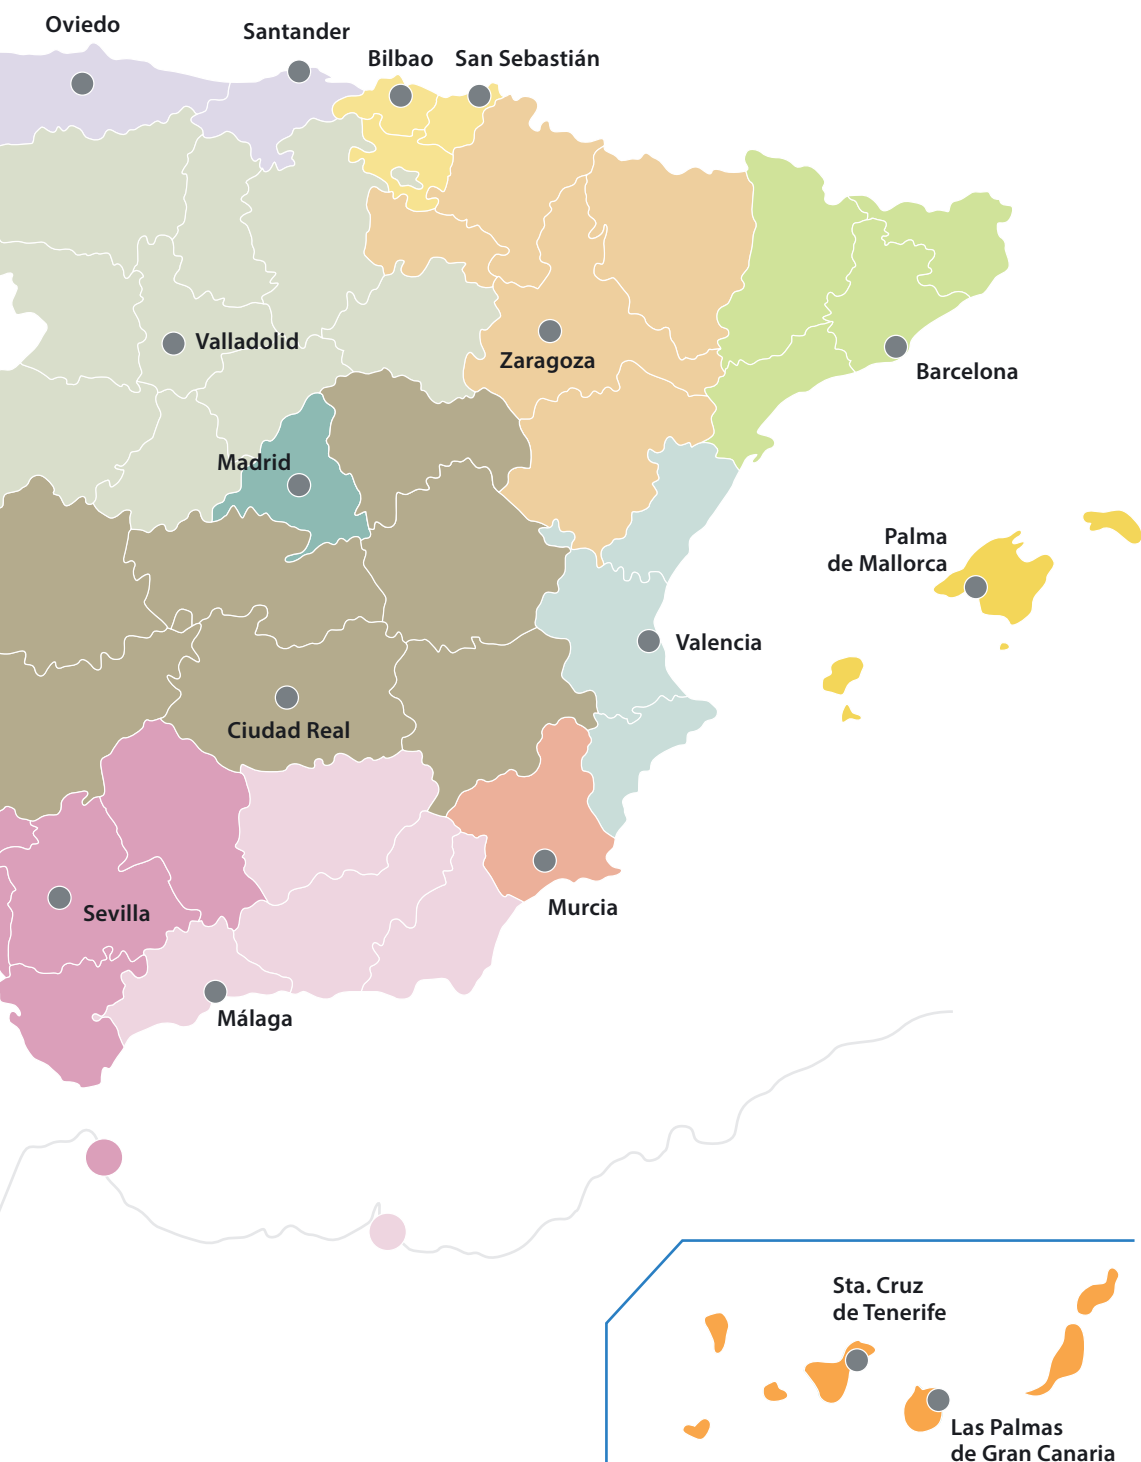 Oviedo
Santander
Bilbao
San Sebastián
Valladolid
Zaragoza
Barcelona
Madrid
Palma
de Mallorca
Valencia
Ciudad Real
Sevilla
Murcia
Málaga
Sta. Cruz
de Tenerife
Las Palmas
de Gran Canaria